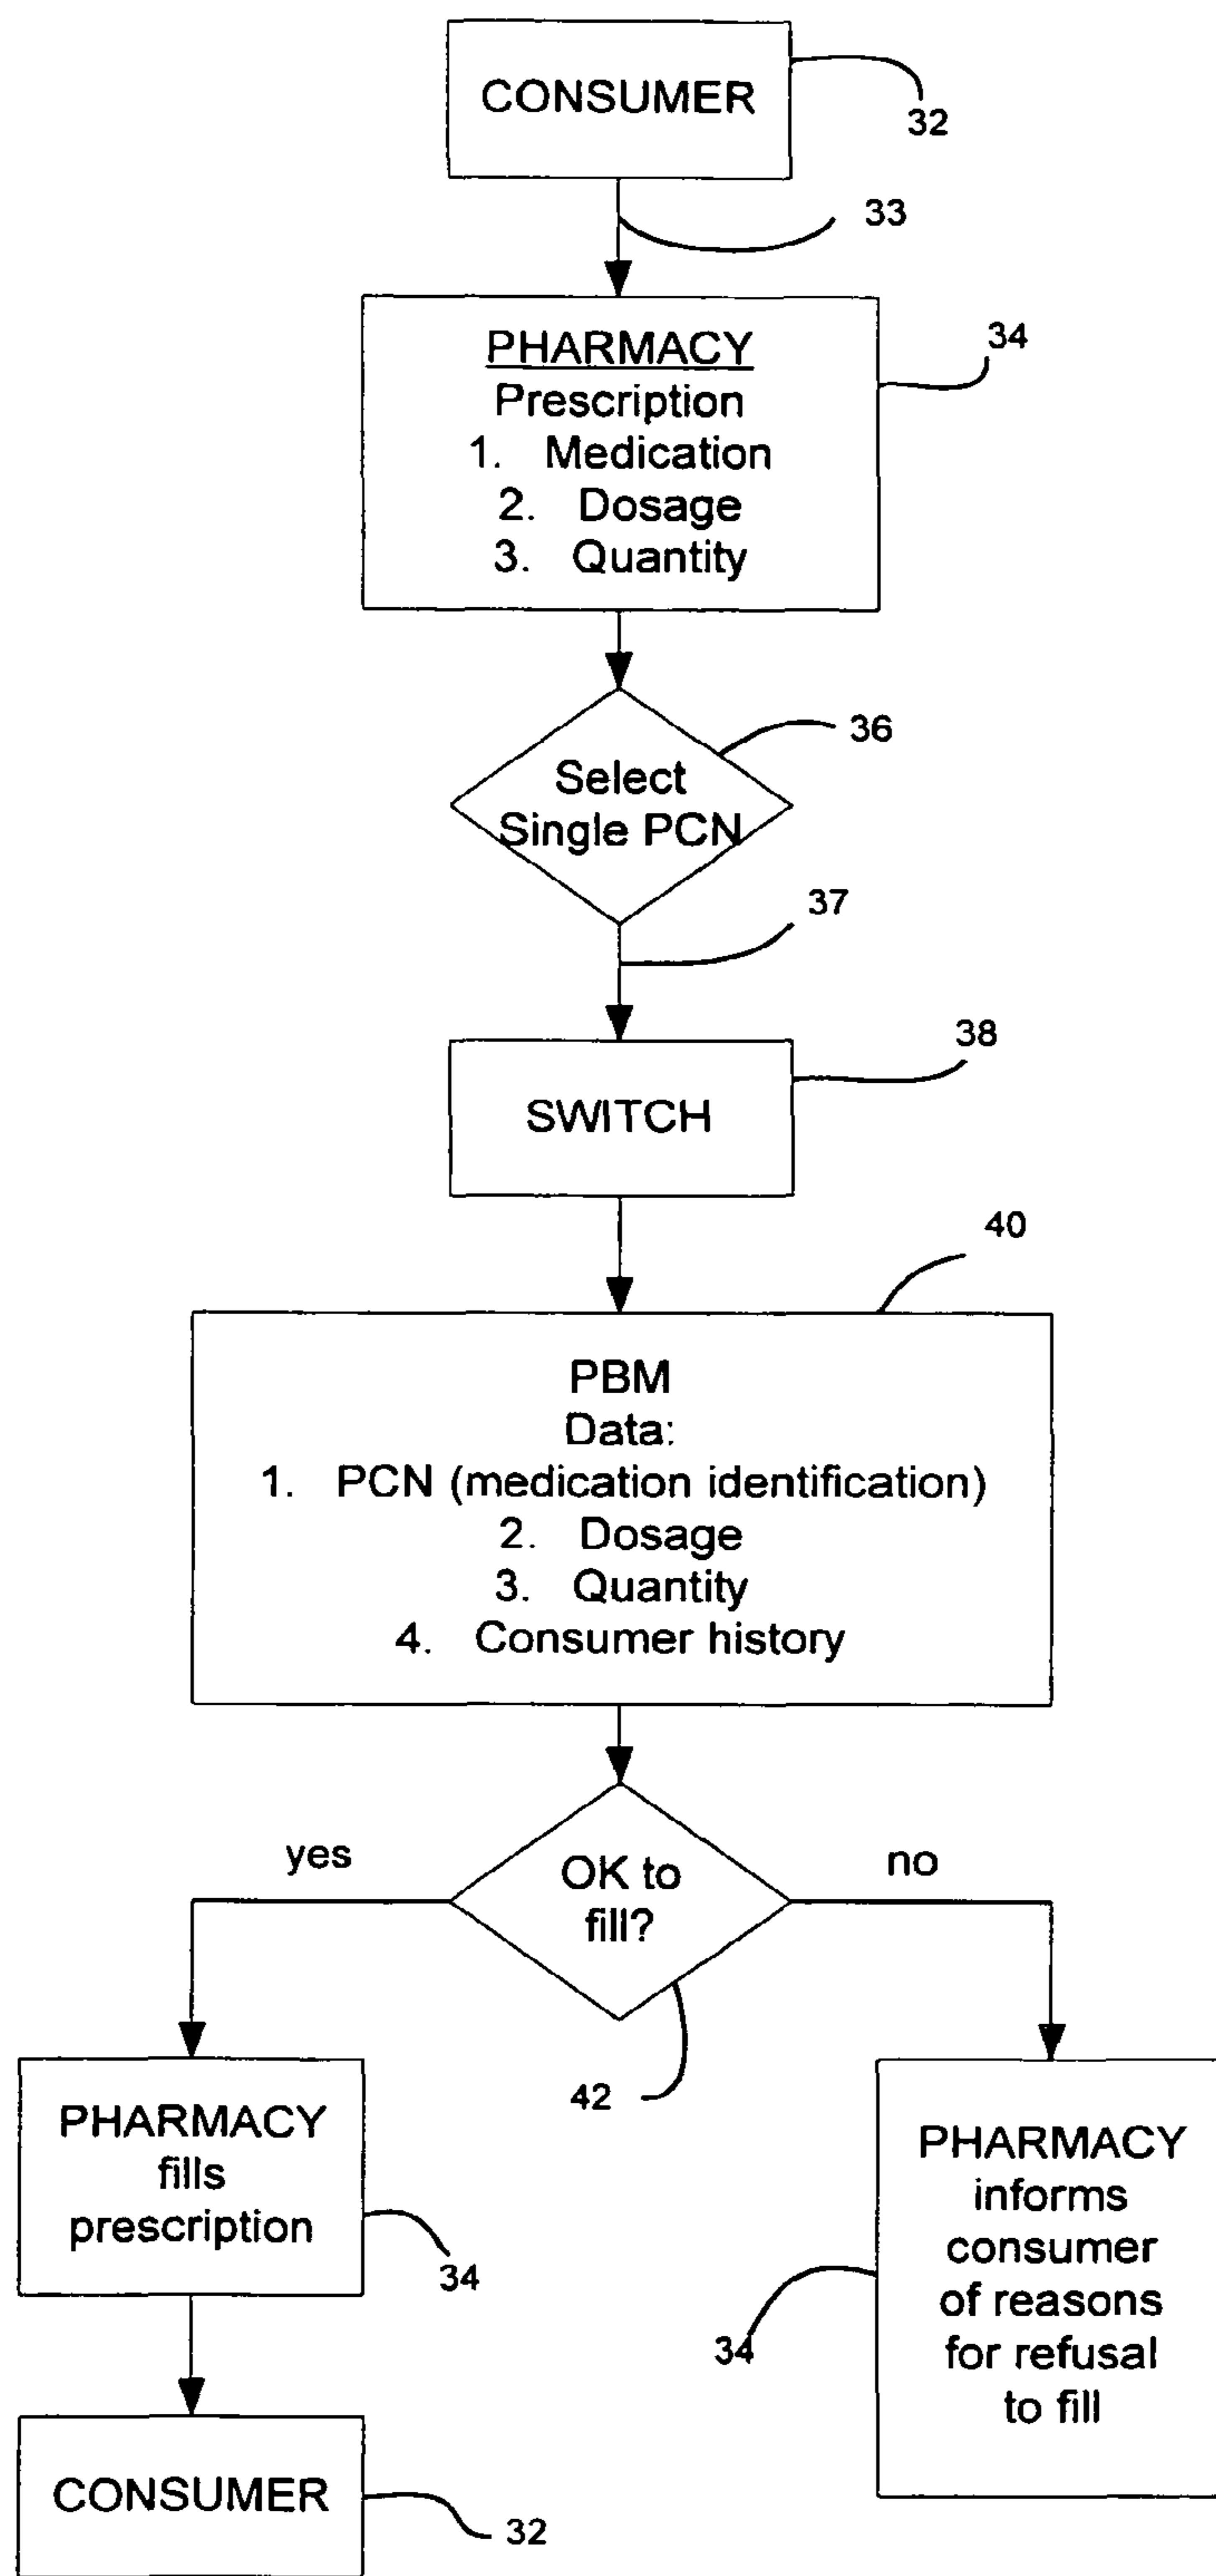 CONSUMER
32
33
PHARMACY
34
Prescription
1. Medication
2. Dosage
3. Quantity
36
Select
Single PCN
37
38
SWITCH
40
PBM
Data:
1. PCN (medication identification)
2. Dosage
3. Quantity
4. Consumer history
yes
OK to
fill?
no
42
PHARMACY
fills
prescription
34
PHARMACY
informs
consumer
of reasons
for refusal
to fill
34
CONSUMER
32